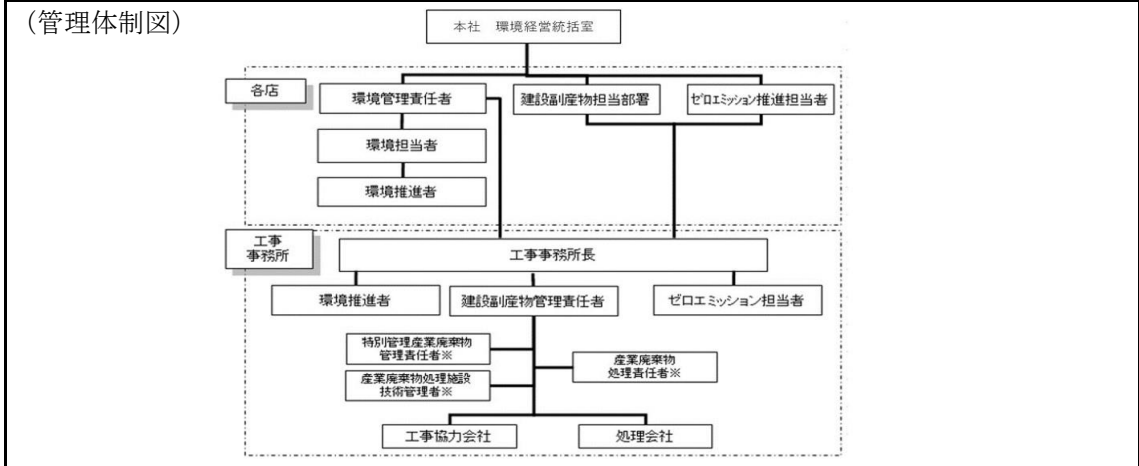 （管理体制図）
本社　環境経営統括室
各店
環境管理責任者
建設副産物担当部署
ゼロエミッション推進担当者
環境担当者
環境推進者
工事
事務所
工事事務所長
環境推進者
建設副産物管理責任者
ゼロエミッション担当者
特別管理産業廃棄物
管理責任者※
産業廃棄物
処理責任者※
産業廃棄物処理施設
技術管理者※
工事協力会社
処理会社